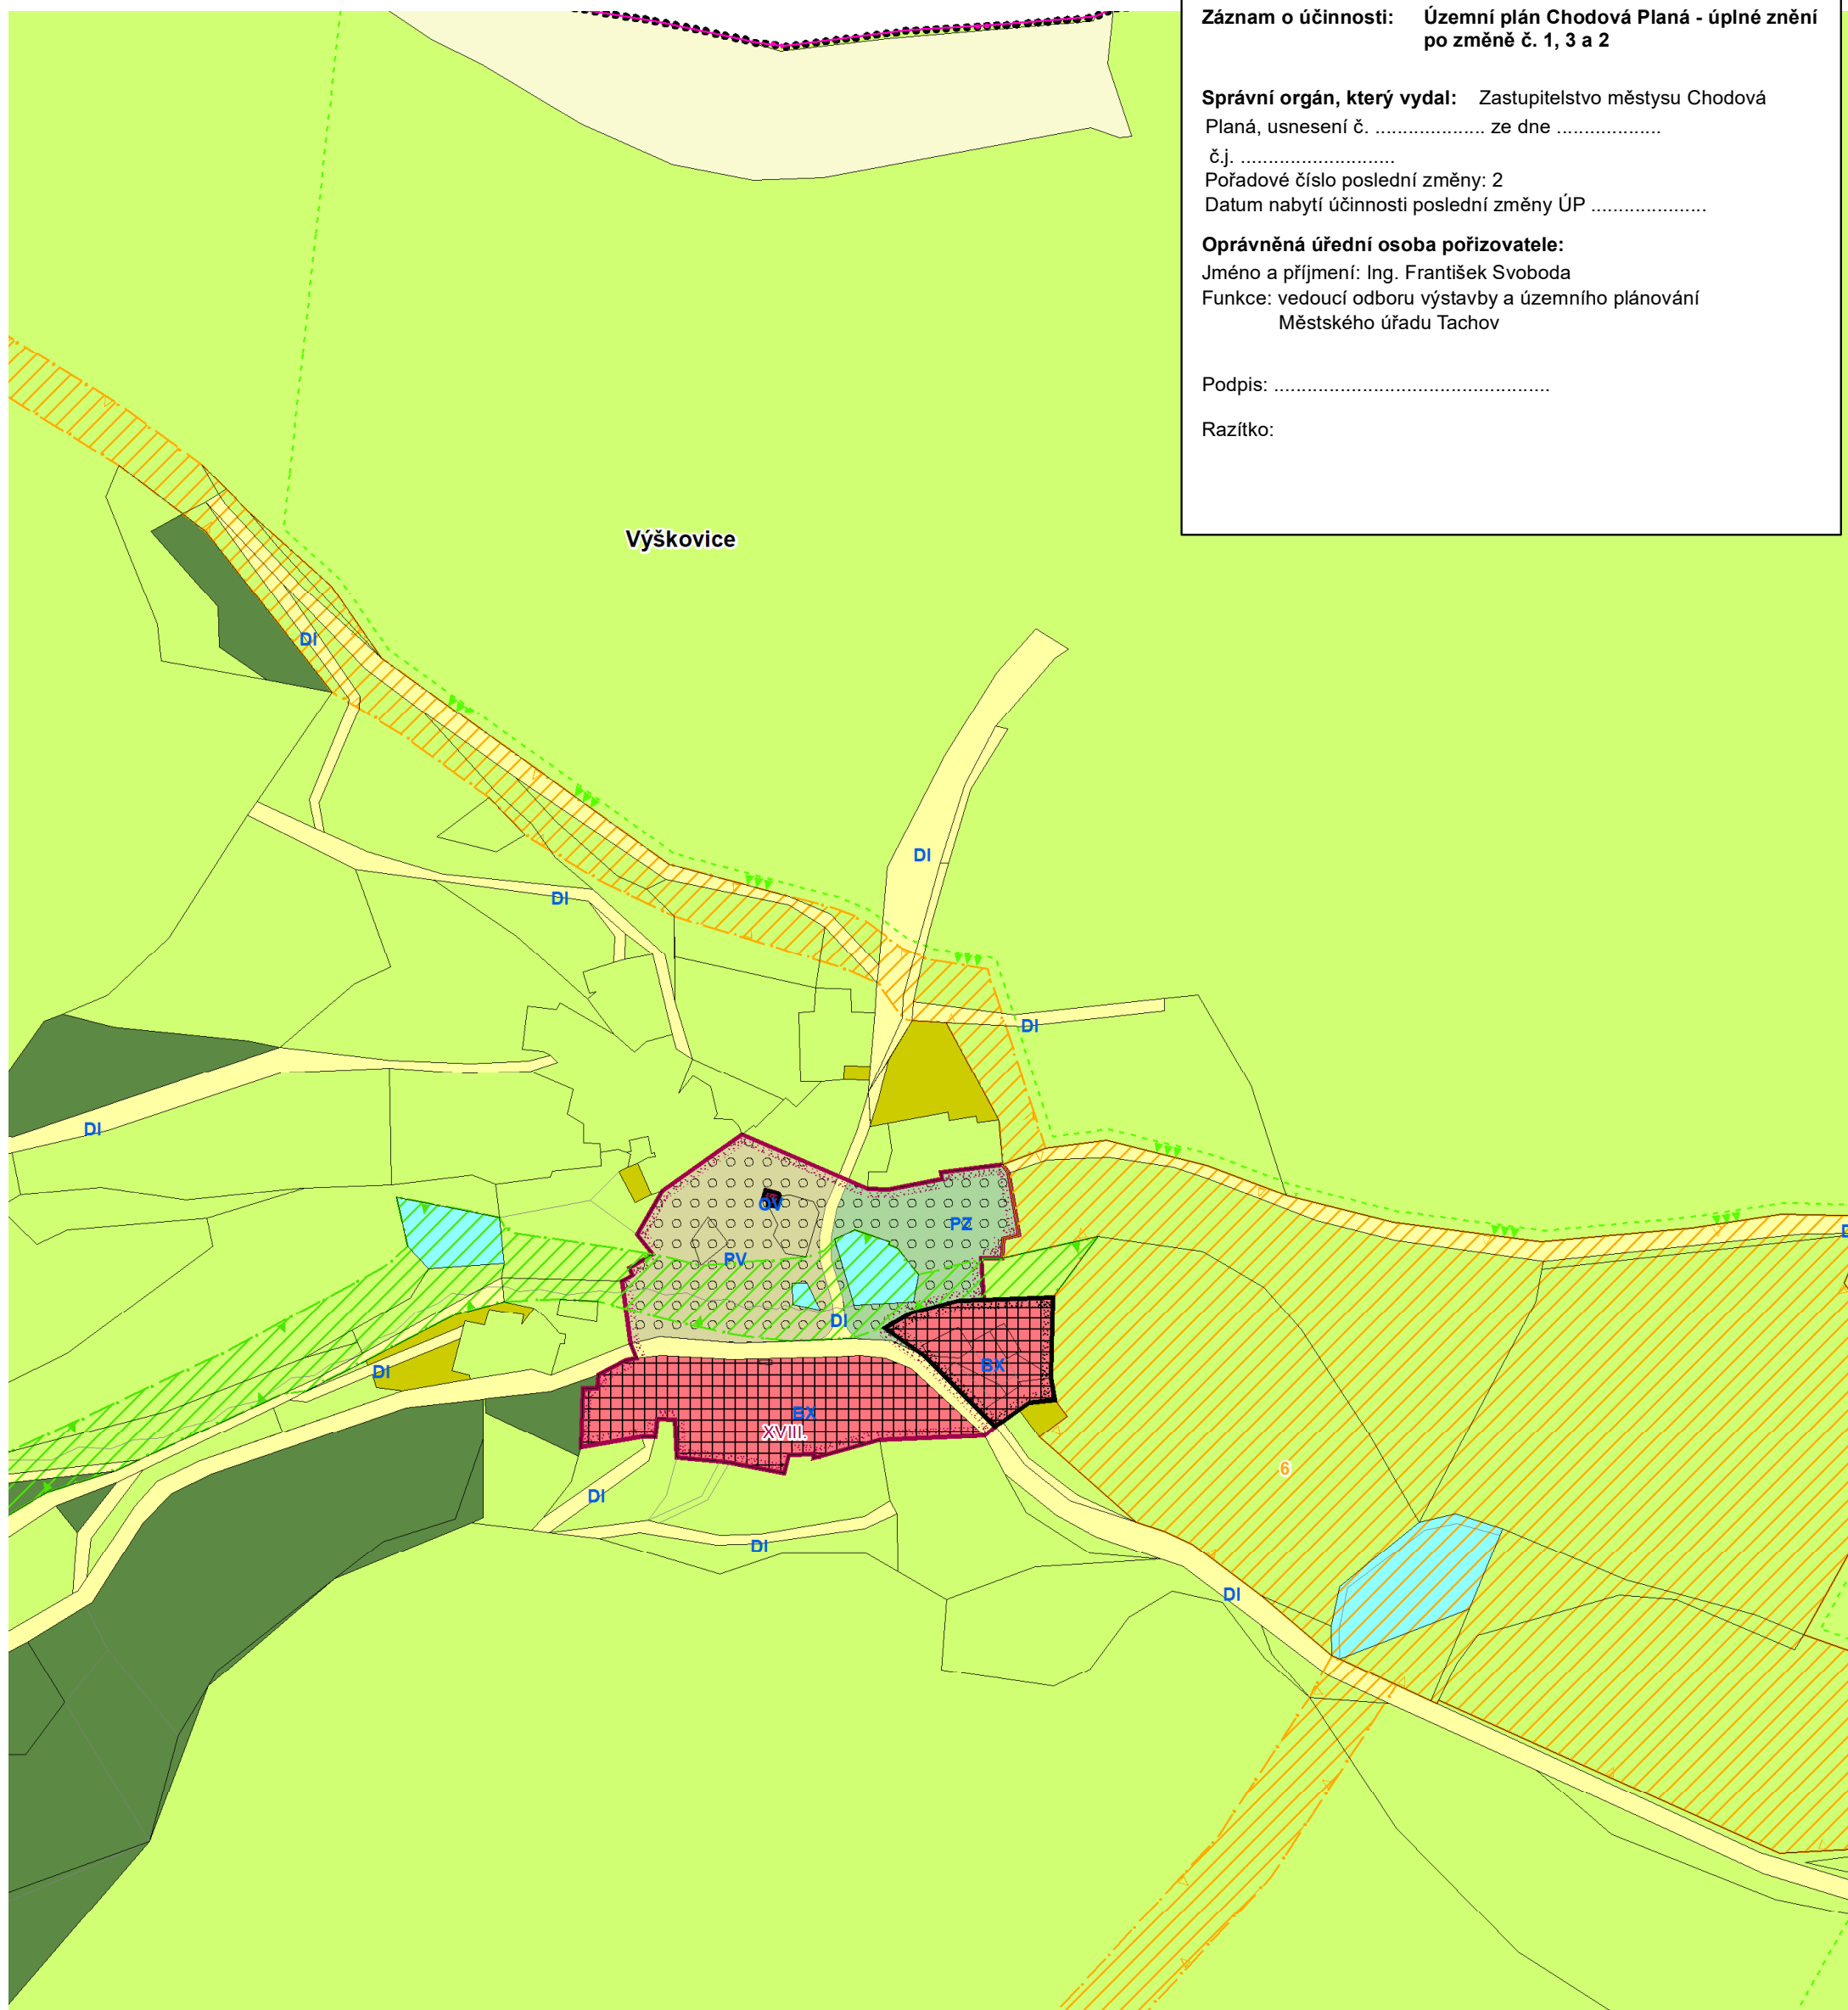 Záznam o účinnosti: Územní plán Chodová Planá - úplné znění
po změně č. 1, 3 a 2
Správní orgán, který vydal: Zastupitelstvo městysu Chodová
Planá, usnesení č. .................... ze dne ...................
č.j. ............................
Pořadové číslo poslední změny: 2
Datum nabytí účinnosti poslední změny ÚP .....................
Oprávněná úřední osoba pořizovatele:
Jméno a příjmení: Ing. František Svoboda
Funkce: vedoucí odboru výstavby a územního plánování
Městského úřadu Tachov
Podpis: ..................................................
Razítko:
Výškovice
DI
DI
DI
DI
DI
OV
PZ
PV
DI
BX
DI
BX
XVIII.
6
DI
DI
DI